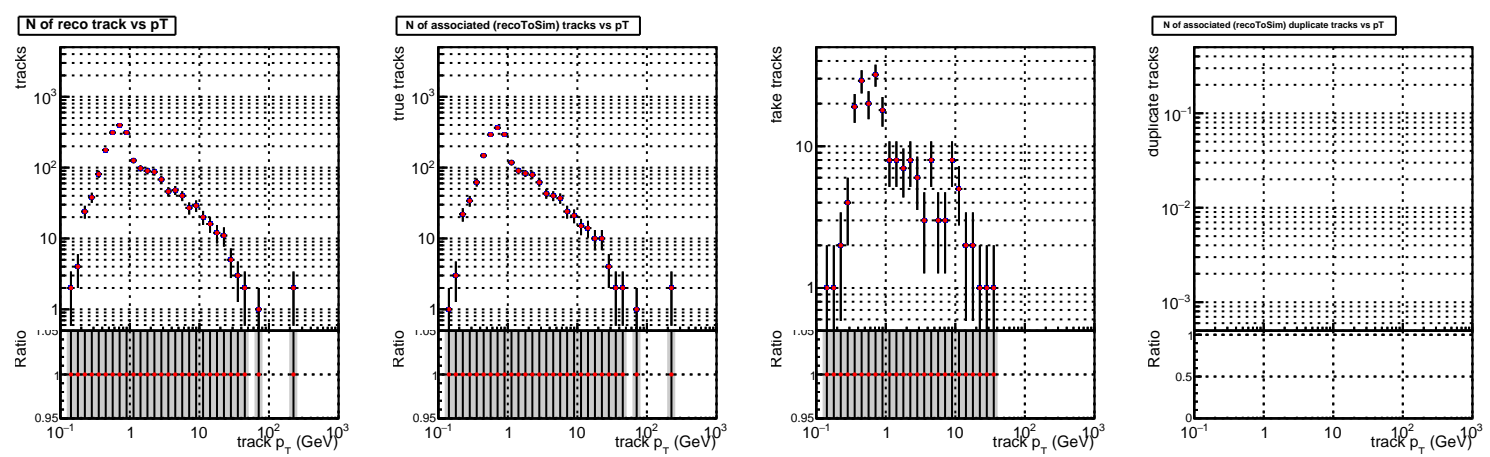 N of reco track vs pT
tracks
10³
10²
10
1
1.05
Ratio
1
0.95
10⁻¹ 1 10 10² 10³
track p_T (GeV)
N of associated (recoToSim) tracks vs pT
true tracks
10³
10²
10
1
1.05
Ratio
1
0.95
10⁻¹ 1 10 10² 10³
track p_T (GeV)
fake tracks
10
1
1.05
Ratio
1
0.95
10⁻¹ 1 10 10² 10³
track p_T (GeV)
N of associated (recoToSim) duplicate tracks vs pT
duplicate tracks
10⁻¹
10⁻²
10⁻³
Ratio
1
0.5
0
10⁻¹ 1 10 10² 10³
track p_T (GeV)